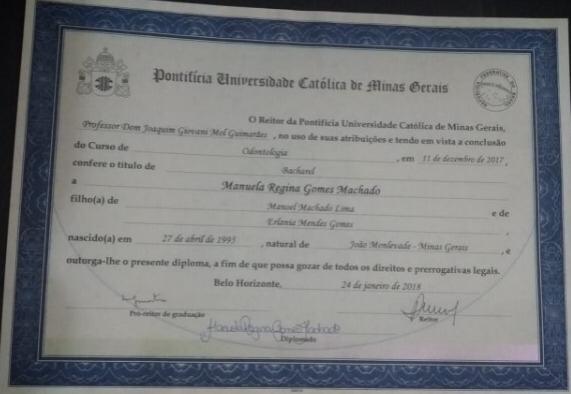 Pontifícia Universidade Católica de Minas Gerais
O Reitor da Pontifícia Universidade Católica de Minas Gerais,
Professor Dom Joaquim Giovani Mol Guimarães , no uso de suas atribuições e tendo em vista a conclusão
do Curso de Odontologia , em 11 de dezembro de 2017 ,
confere o título de Bacharel
a Manuela Regina Gomes Machado
filho(a) de Manoel Machado Lima e de
Erlania Mendes Gomes ,
nascido(a) em 27 de abril de 1995 , natural de João Monlevade - Minas Gerais , e
outorga-lhe o presente diploma, a fim de que possa gozar de todos os direitos e prerrogativas legais.
Belo Horizonte, 24 de janeiro de 2018
Pró-reitor de graduação
Reitor
Manuela Regina Gomes Machado
Diplomado